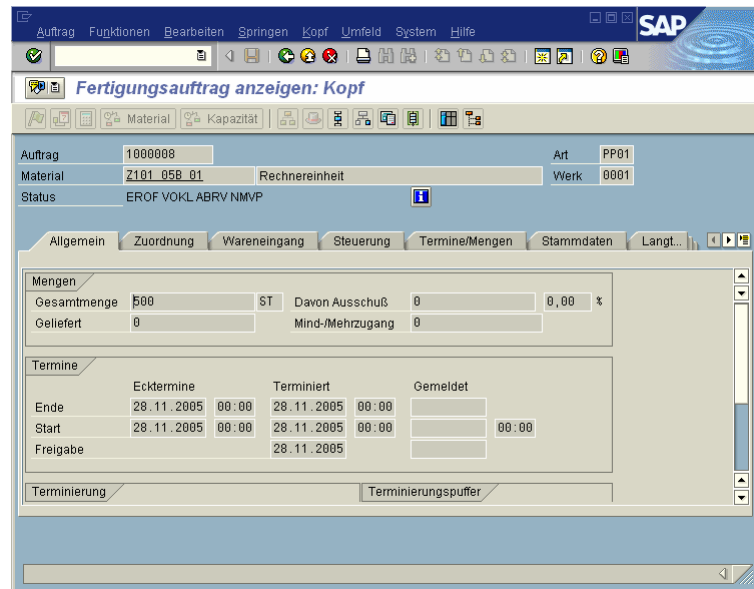 Auftrag Funktionen Bearbeiten Springen Kopf Umfeld System Hilfe
SAP
Fertigungsauftrag anzeigen: Kopf
Material Kapazität
Auftrag 1000008 Art PP01
Material Z101 05B 01 Rechnereinheit Werk 0001
Status EROF VOKL ABRV NMVP
Allgemein Zuordnung Wareneingang Steuerung Termine/Mengen Stammdaten Langt...
Mengen
Gesamtmenge 500 ST Davon Ausschuß 0 0,00 %
Geliefert 0 Mind-/Mehrzugang 0
Termine
Ecktermine Terminiert Gemeldet
Ende 28.11.2005 00:00 28.11.2005 00:00
Start 28.11.2005 00:00 28.11.2005 00:00 00:00
Freigabe 28.11.2005
Terminierung Terminierungspuffer